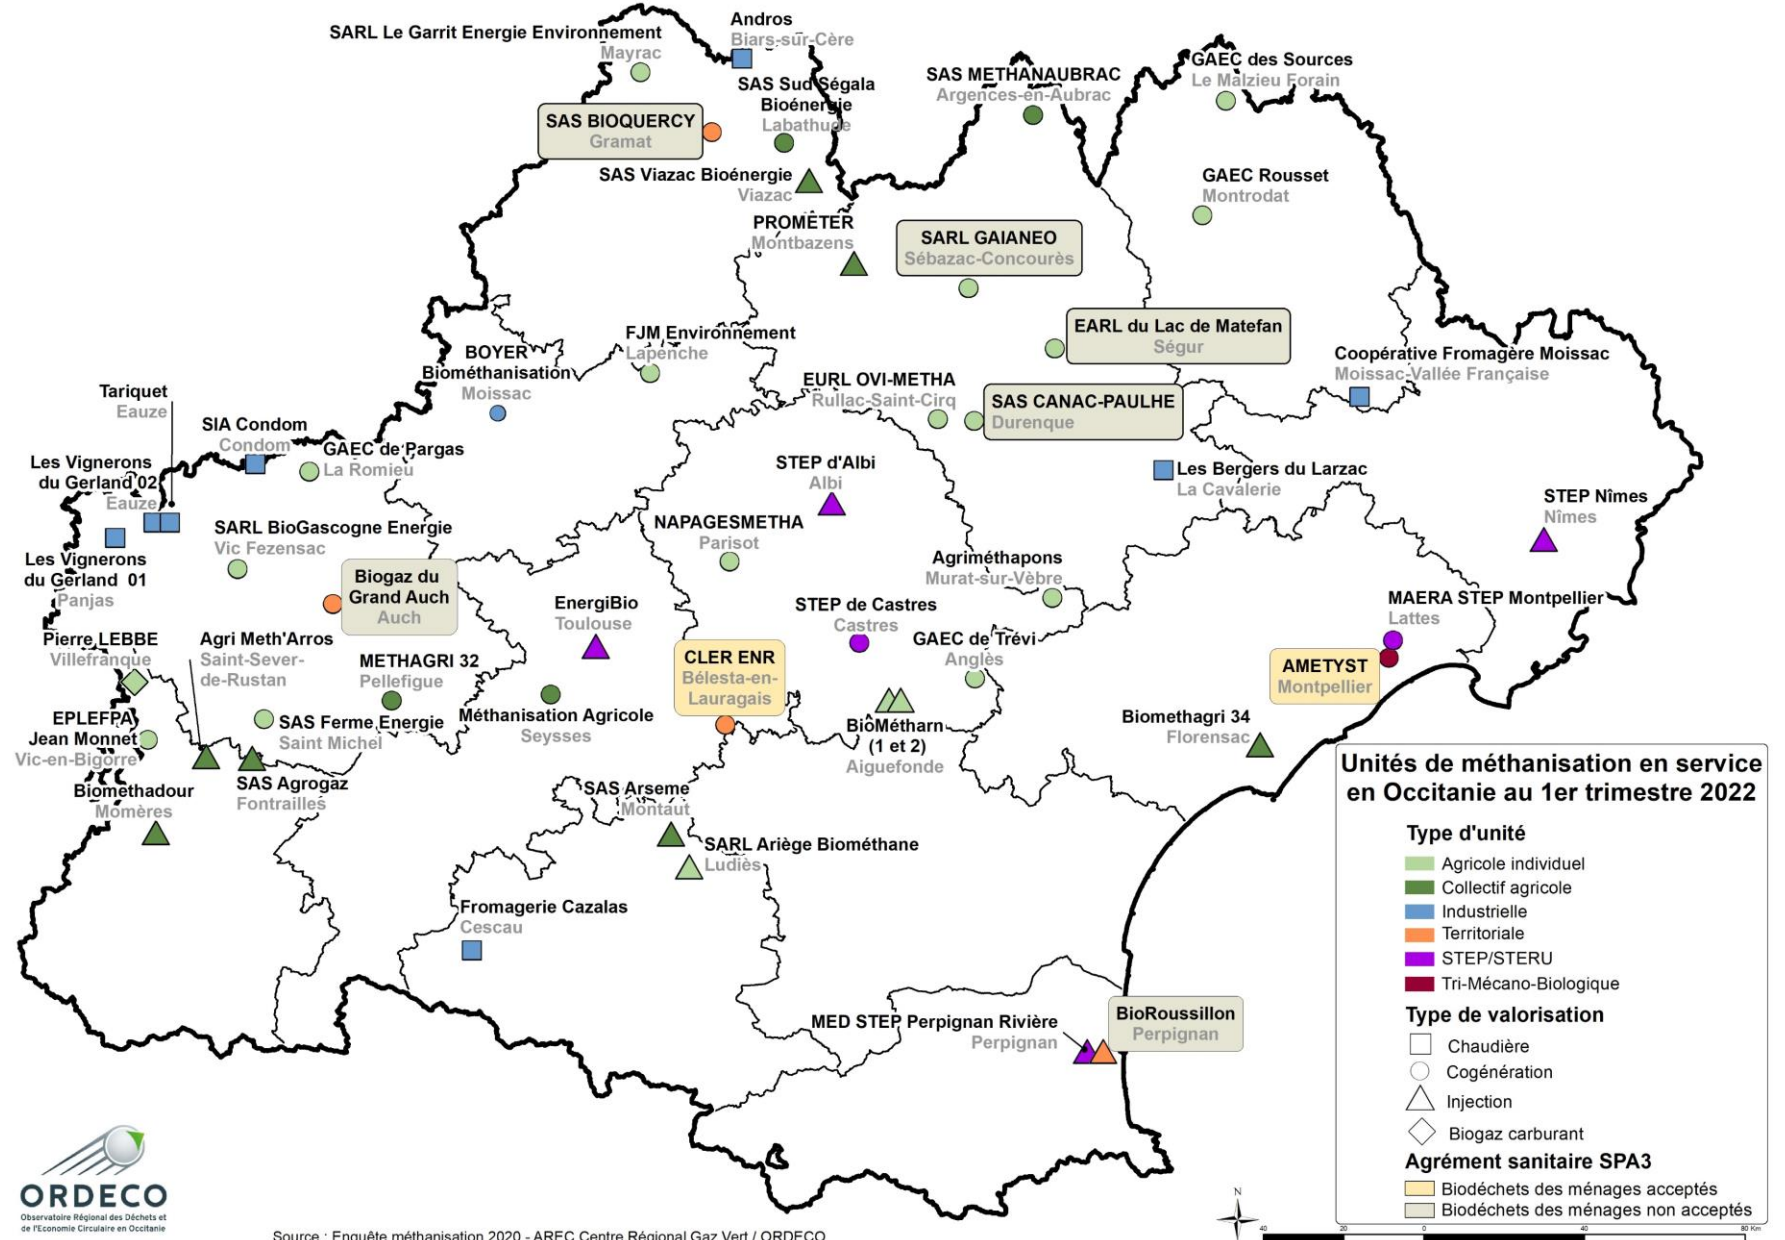 SARL Le Garrit Energie Environnement
Mayrac
Andros
Biars-sur-Cère
SAS Sud Ségala
Bioénergie
Labathude
SAS METHANAUBRAC
Argences-en-Aubrac
GAEC des Sources
Le Malzieu Forain
SAS BIOQUERCY
Gramat
SAS Viazac Bioénergie
Viazac
GAEC Rousset
Montrodat
PROMETER
Montbazens
SARL GAIANEO
Sébazac-Concourès
FJM Environnement
Lapenche
EARL du Lac de Matefan
Ségur
BOYER
Biométhanisation
Moissac
Coopérative Fromagère Moissac
Moissac-Vallée Française
EURL OVI-METHA
Rullac-Saint-Cirq
SAS CANAC-PAULHE
Durenque
Tariquet
Eauze
SIA Condom
Condom
GAEC de Pargas
La Romieu
Les Vignerons
du Gerland 02
Eauze
STEP d'Albi
Albi
Les Bergers du Larzac
La Cavalerie
STEP Nîmes
Nîmes
SARL BioGascogne Energie
Vic Fezensac
NAPAGESMETHA
Parisot
Les Vignerons
du Gerland 01
Panjas
Agriméthapons
Murat-sur-Vèbre
Biogaz du
Grand Auch
Auch
EnergiBio
Toulouse
STEP de Castres
Castres
MAERA STEP Montpellier
Lattes
Pierre LEBBE
Villefranque
Agri Meth'Arros
Saint-Sever-
de-Rustan
METHAGRI 32
Pellefigue
CLER ENR
Bélesta-en-
Lauragais
GAEC de Trévi
Anglès
AMETYST
Montpellier
EPLEFPA
Jean Monnet
Vic-en-Bigorre
SAS Ferme Energie
Saint Michel
Méthanisation Agricole
Seysses
BioMétharn
(1 et 2)
Aiguefonde
Biomethagri 34
Florensac
Biométhadour
Momères
SAS Agrogaz
Fontrailles
SAS Arseme
Montaut
SARL Ariège Biométhane
Ludiès
Fromagerie Cazalas
Cescau
MED STEP Perpignan Rivière
Perpignan
BioRoussillon
Perpignan
Unités de méthanisation en service
en Occitanie au 1er trimestre 2022
Type d'unité
Agricole individuel
Collectif agricole
Industrielle
Territoriale
STEP/STERU
Tri-Mécano-Biologique
Type de valorisation
Chaudière
Cogénération
Injection
Biogaz carburant
Agrément sanitaire SPA3
Biodéchets des ménages acceptés
Biodéchets des ménages non acceptés
N
40 20 0 40 80 Km
ORDECO
Observatoire Régional des Déchets et
de l'Economie Circulaire en Occitanie
Source : Enquête méthanisation 2020 - AREC Centre Régional Gaz Vert / ORDECO